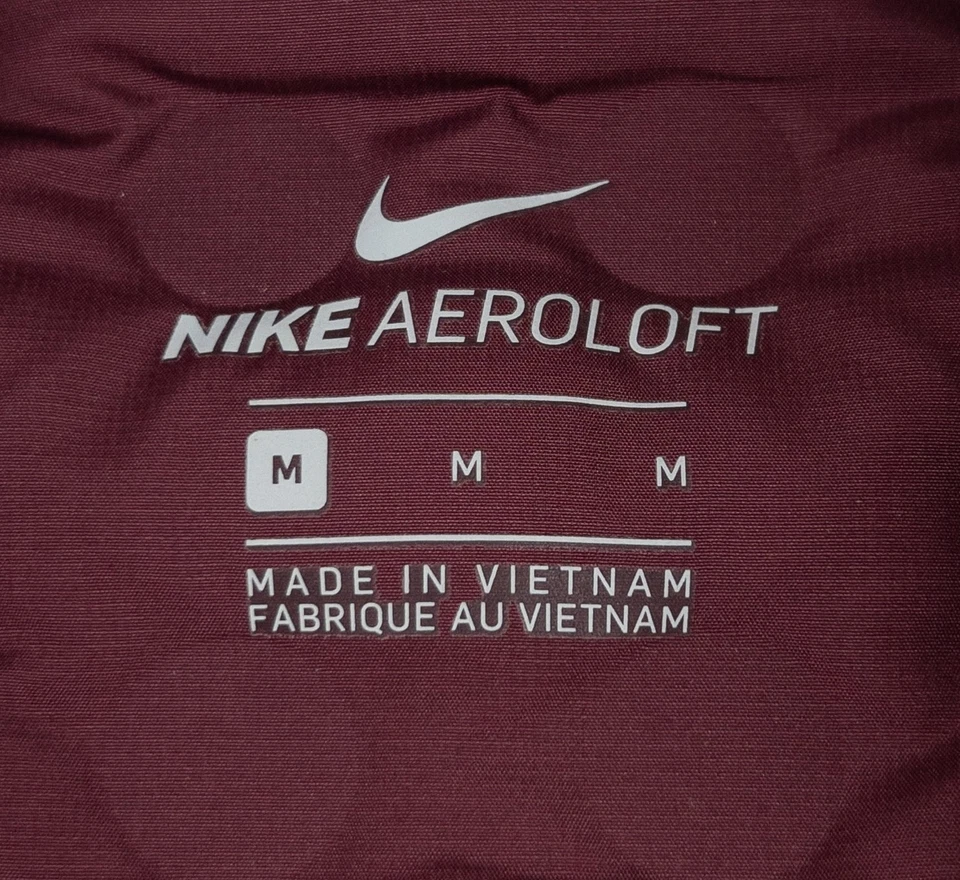 NIKE AEROLOFT
M M M
MADE IN VIETNAM
FABRIQUE AU VIETNAM